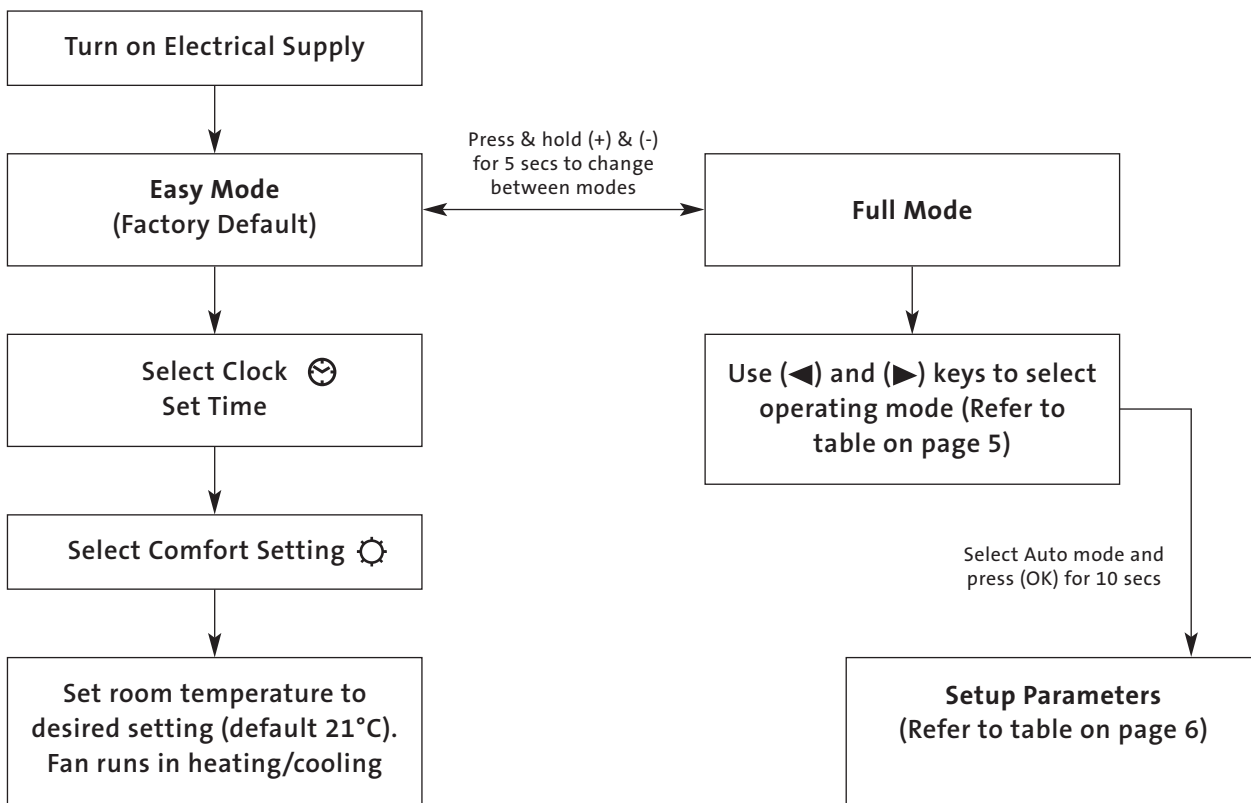 Turn on Electrical Supply
Press & hold (+) & (-)
for 5 secs to change
between modes
Easy Mode
(Factory Default)
Full Mode
Select Clock
Set Time
Use (◀) and (▶) keys to select
operating mode (Refer to
table on page 5)
Select Comfort Setting
Select Auto mode and
press (OK) for 10 secs
Set room temperature to
desired setting (default 21°C).
Fan runs in heating/cooling
Setup Parameters
(Refer to table on page 6)